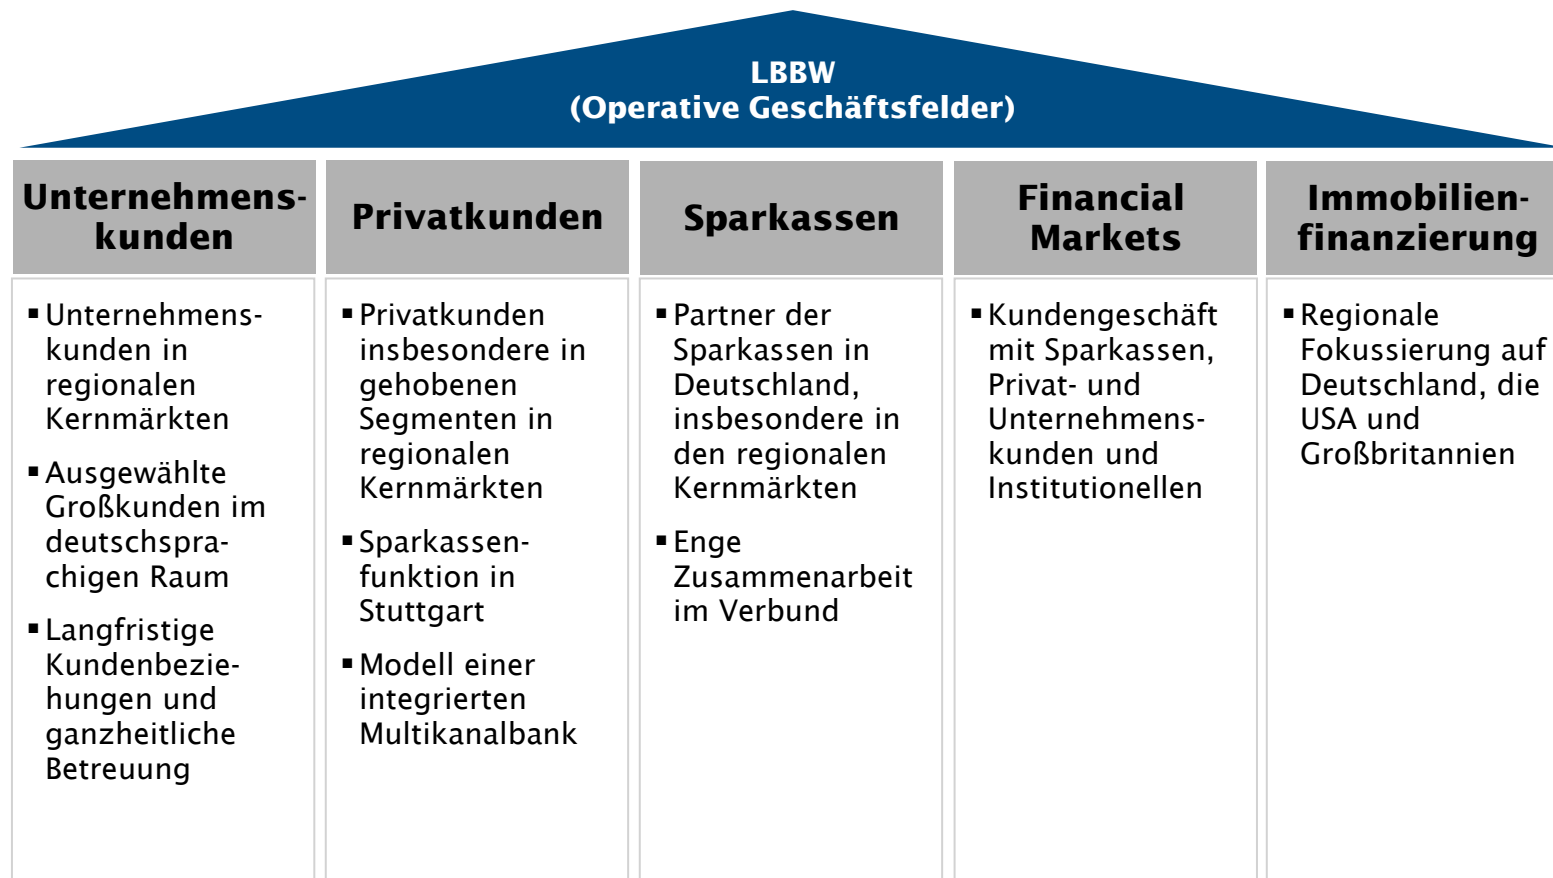 LBBW
(Operative Geschäftsfelder)
Unternehmens-
kunden
▪Unternehmens-
kunden in
regionalen
Kernmärkten
▪Ausgewählte
Großkunden im
deutschspra-
chigen Raum
▪Langfristige
Kundenbezie-
hungen und
ganzheitliche
Betreuung
Privatkunden
▪Privatkunden
insbesondere in
gehobenen
Segmenten in
regionalen
Kernmärkten
▪Sparkassen-
funktion in
Stuttgart
▪Modell einer
integrierten
Multikanalbank
Sparkassen
▪Partner der
Sparkassen in
Deutschland,
insbesondere in
den regionalen
Kernmärkten
▪Enge
Zusammenarbeit
im Verbund
Financial
Markets
▪Kundengeschäft
mit Sparkassen,
Privat- und
Unternehmens-
kunden und
Institutionellen
Immobilien-
finanzierung
▪Regionale
Fokussierung auf
Deutschland, die
USA und
Großbritannien